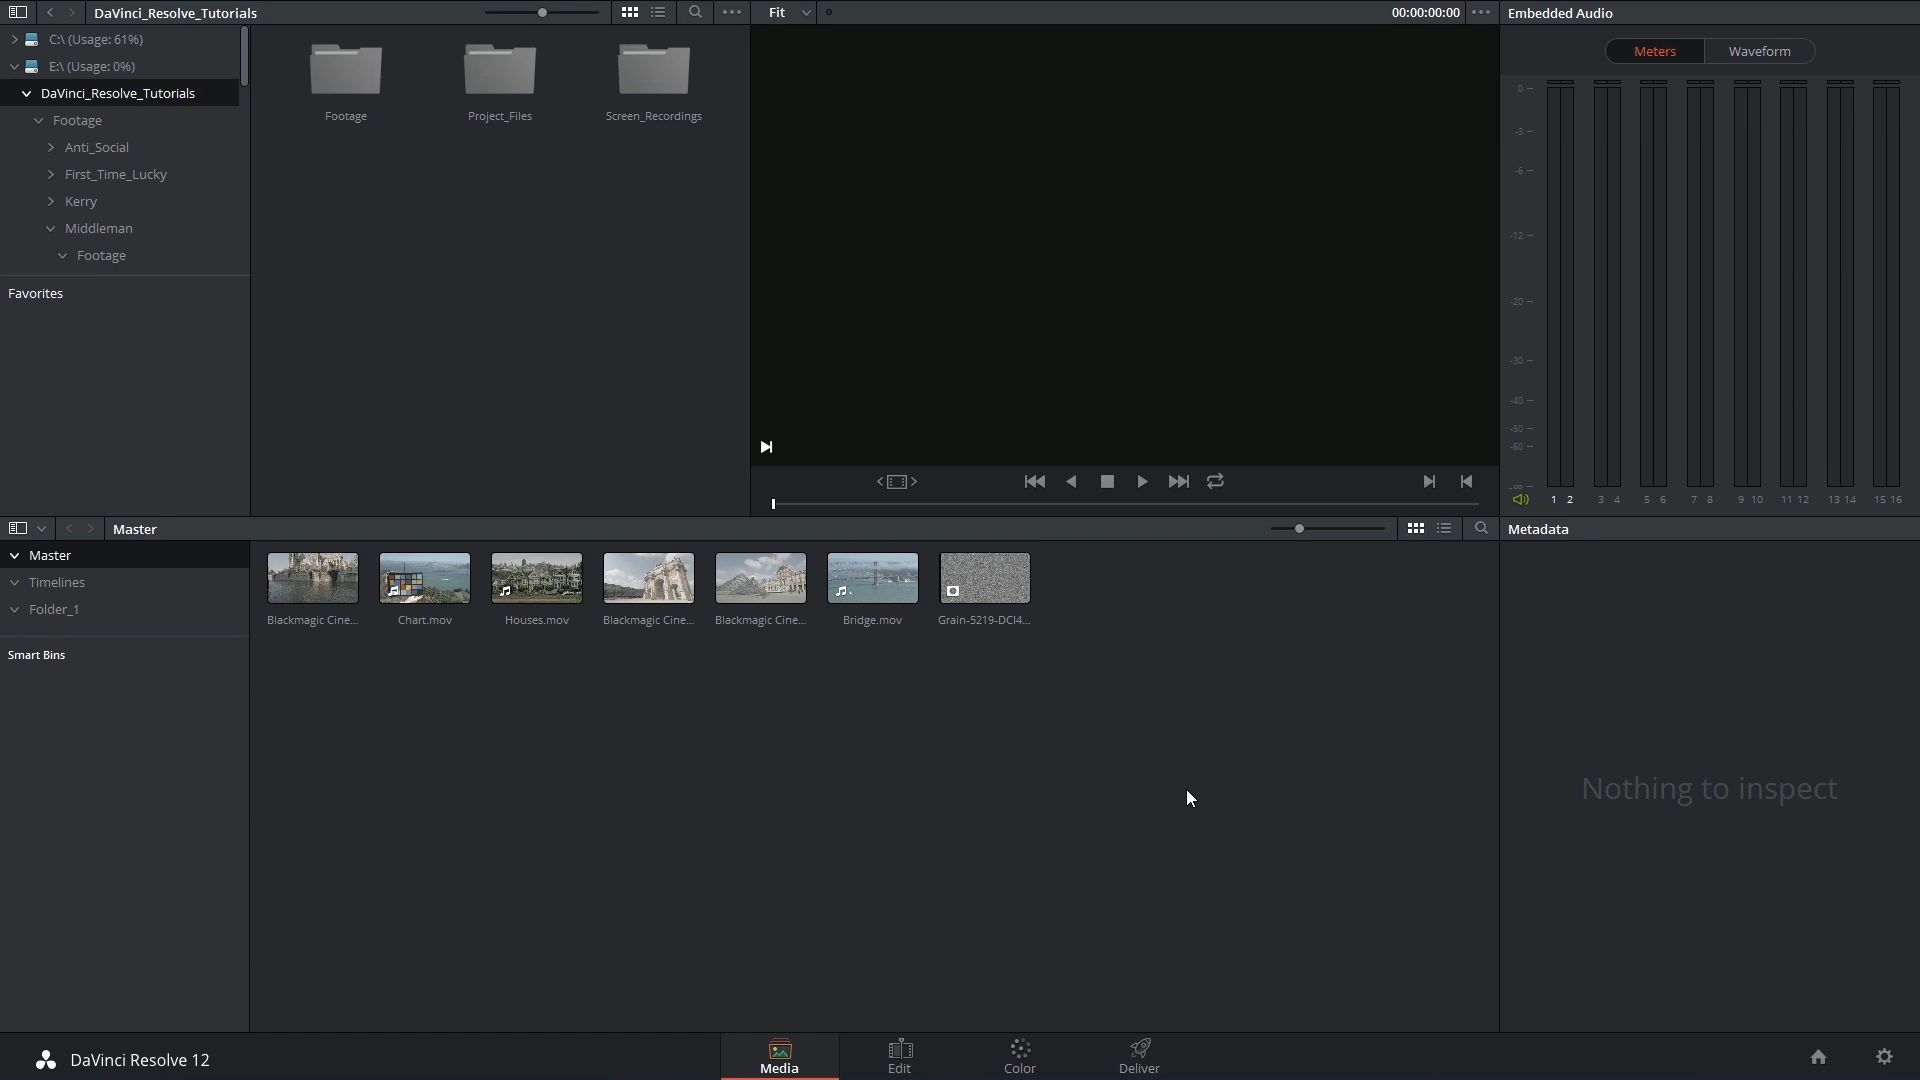 DaVinci_Resolve_Tutorials
Fit
00:00:00:00
Embedded Audio
C:\ (Usage: 61%)
E:\ (Usage: 0%)
DaVinci_Resolve_Tutorials
Footage
Anti_Social
First_Time_Lucky
Kerry
Middleman
Footage
Favorites
Footage
Project_Files
Screen_Recordings
Meters
Waveform
0
-3
-6
-12
-20
-30
-40
-50
-60
-∞
1 2 3 4 5 6 7 8 9 10 11 12 13 14 15 16
Master
Metadata
Master
Timelines
Folder_1
Smart Bins
Blackmagic Cine...
Chart.mov
Houses.mov
Blackmagic Cine...
Blackmagic Cine...
Bridge.mov
Grain-5219-DCI4...
Nothing to inspect
DaVinci Resolve 12
Media
Edit
Color
Deliver